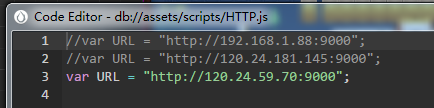 Code Editor - db://assets/scripts/HTTP.js
1 //var URL = "http://192.168.1.88:9000";
2 //var URL = "http://120.24.181.145:9000";
3 var URL = "http://120.24.59.70:9000";
4